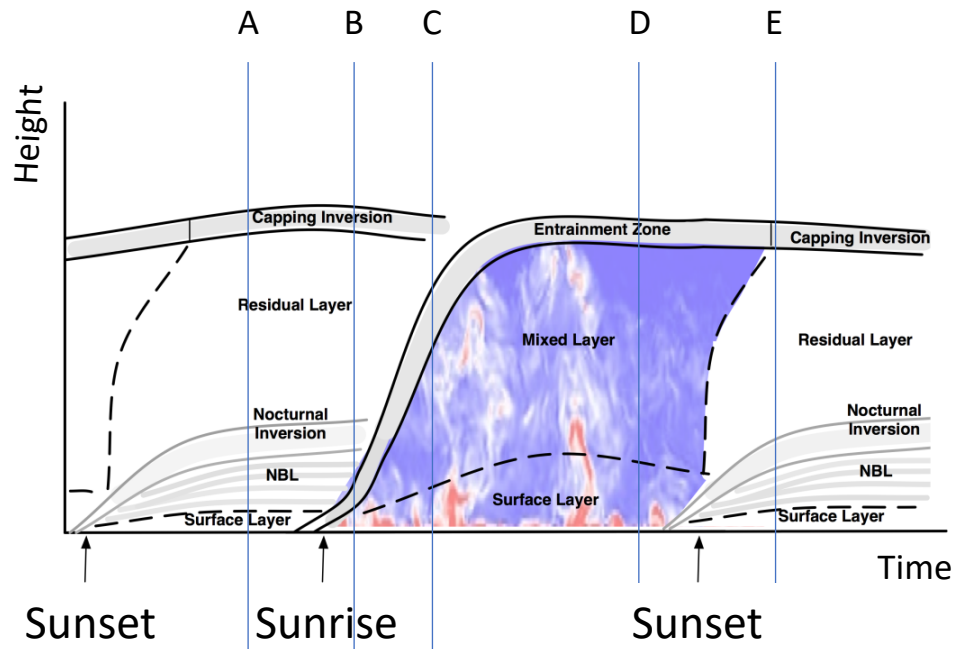 A B C D E
Height
Capping Inversion
Entrainment Zone
Capping Inversion
Residual Layer
Mixed Layer
Residual Layer
Nocturnal
Inversion
Nocturnal
Inversion
NBL
NBL
Surface Layer
Surface Layer
Surface Layer
Time
Sunset
Sunrise
Sunset